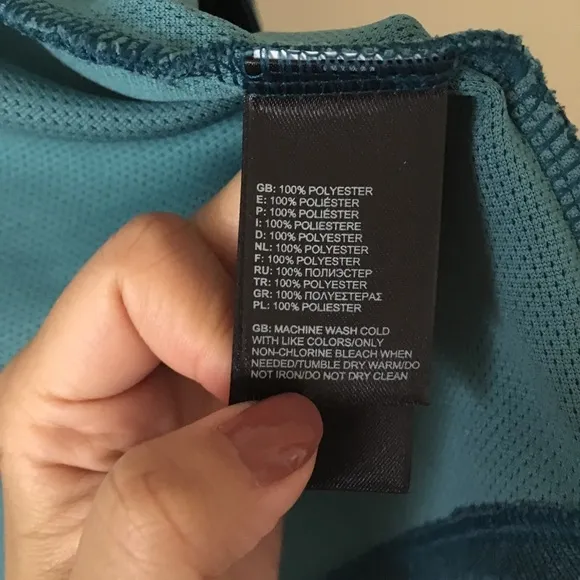 GB: 100% POLYESTER
E: 100% POLIÉSTER
P: 100% POLIÉSTER
I: 100% POLIESTERE
D: 100% POLYESTER
NL: 100% POLYESTER
F: 100% POLYESTER
RU: 100% ПОЛИЭСТЕР
TR: 100% POLYESTER
GR: 100% ΠΟΛΥΕΣΤΕΡΑΣ
PL: 100% POLIESTER
GB: MACHINE WASH COLD
WITH LIKE COLORS/ONLY
NON-CHLORINE BLEACH WHEN
NEEDED/TUMBLE DRY WARM/DO
NOT IRON/DO NOT DRY CLEAN